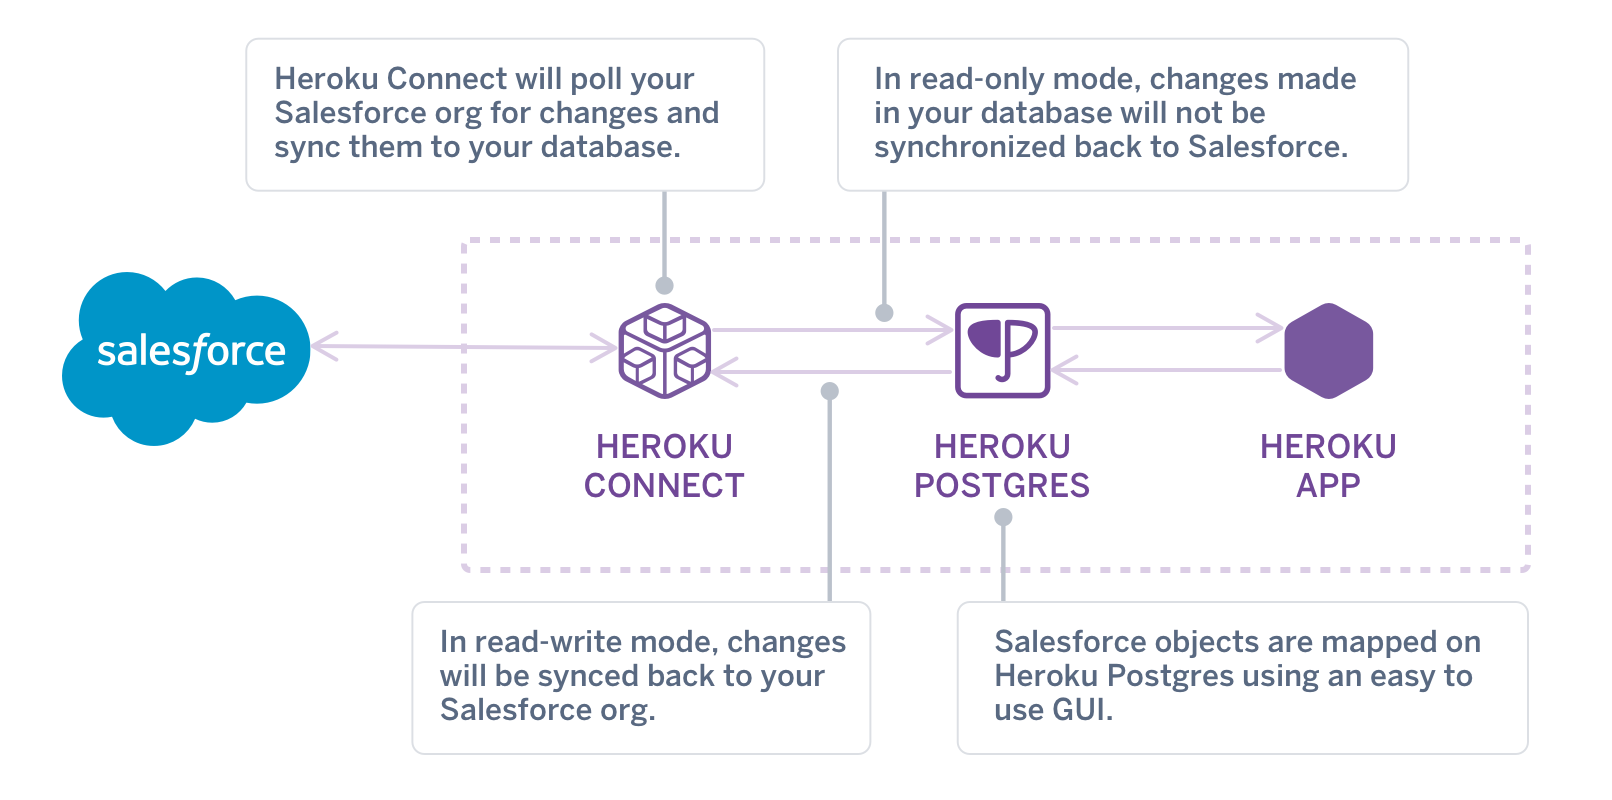 Heroku Connect will poll your
Salesforce org for changes and
sync them to your database.
In read-only mode, changes made
in your database will not be
synchronized back to Salesforce.
salesforce
HEROKU
CONNECT
HEROKU
POSTGRES
HEROKU
APP
In read-write mode, changes
will be synced back to your
Salesforce org.
Salesforce objects are mapped on
Heroku Postgres using an easy to
use GUI.